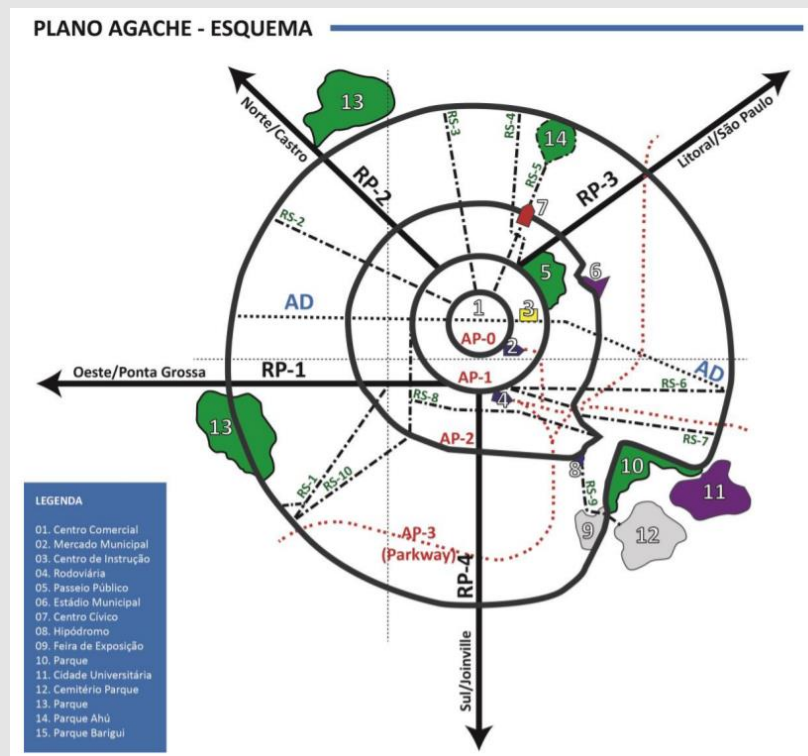 PLANO AGACHE - ESQUEMA
13
Norte/Castro
RS-3
RS-4
14
Litoral/São Paulo
RS-5
RP-3
RP-2
7
RS-2
5
6
1
3
AD
AP-0
2
AD
Oeste/Ponta Grossa
RP-1
AP-1
RS-6
RS-8
4
13
AP-2
RS-7
8
10
11
RS-1
RS-10
RS-9
9
12
AP-3
(Parkway)
RP-4
Sul/Joinville
LEGENDA
01. Centro Comercial
02. Mercado Municipal
03. Centro de Instrução
04. Rodoviária
05. Passeio Público
06. Estádio Municipal
07. Centro Cívico
08. Hipódromo
09. Feira de Exposição
10. Parque
11. Cidade Universitária
12. Cemitério Parque
13. Parque
14. Parque Ahú
15. Parque Barigui